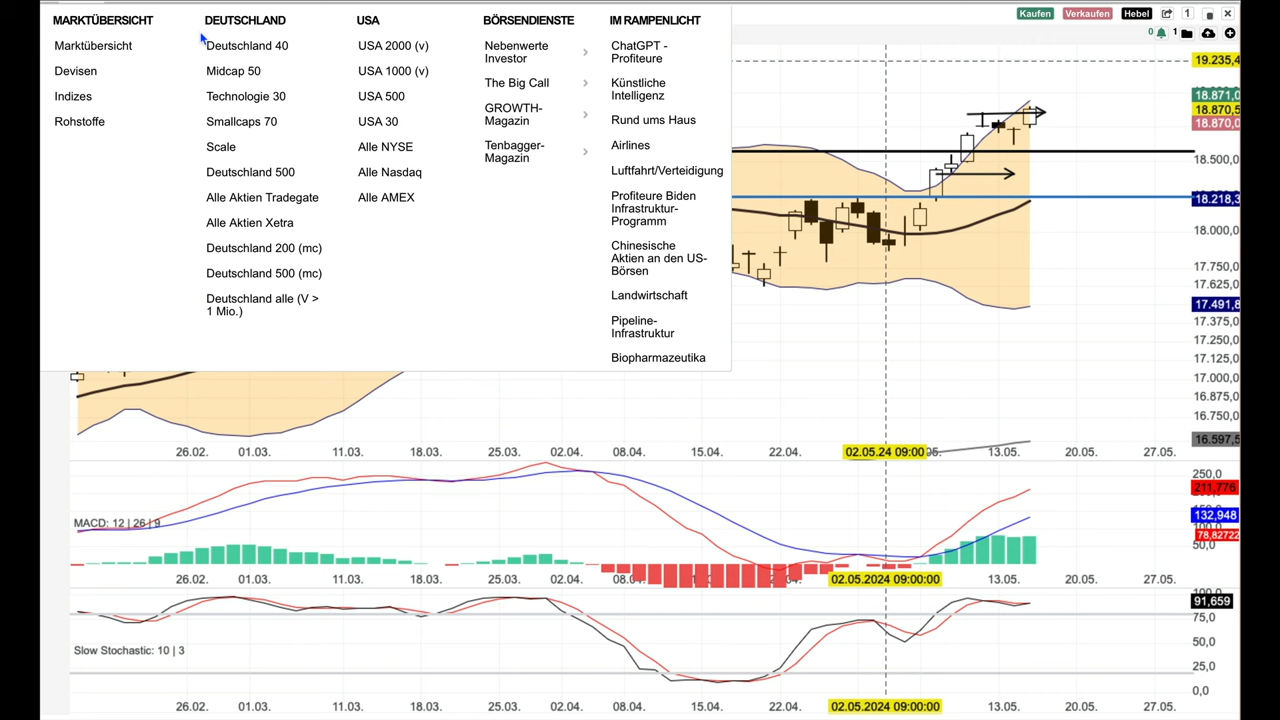 MARKTÜBERSICHT
Marktübersicht
Devisen
Indizes
Rohstoffe
DEUTSCHLAND
Deutschland 40
Midcap 50
Technologie 30
Smallcaps 70
Scale
Deutschland 500
Alle Aktien Tradegate
Alle Aktien Xetra
Deutschland 200 (mc)
Deutschland 500 (mc)
Deutschland alle (V >
1 Mio.)
USA
USA 2000 (v)
USA 1000 (v)
USA 500
USA 30
Alle NYSE
Alle Nasdaq
Alle AMEX
BÖRSENDIENSTE
Nebenwerte
Investor
The Big Call
GROWTH-
Magazin
Tenbagger-
Magazin
IM RAMPENLICHT
ChatGPT -
Profiteure
Künstliche
Intelligenz
Rund ums Haus
Airlines
Luftfahrt/Verteidigung
Profiteure Biden
Infrastruktur-
Programm
Chinesische
Aktien an den US-
Börsen
Landwirtschaft
Pipeline-
Infrastruktur
Biopharmazeutika
Kaufen Verkaufen Hebel 1
0 1
19.235,4
18.871,0
18.870,5
18.870,0
18.500,0
18.218,3
18.000,0
17.750,0
17.625,0
17.491,8
17.375,0
17.250,0
17.125,0
17.000,0
16.875,0
16.750,0
16.597,5
26.02. 01.03. 11.03. 18.03. 25.03. 02.04. 08.04. 15.04. 22.04. 02.05.24 09:00 13.05. 20.05. 27.05.
250,0
211,776
132,948
78,82722
50,0
MACD: 12 | 26 | 9
26.02. 01.03. 11.03. 18.03. 25.03. 02.04. 08.04. 15.04. 22.04. 02.05.2024 09:00:00 13.05. 20.05. 27.05.
100,0
91,659
75,0
50,0
25,0
0,0
Slow Stochastic: 10 | 3
26.02. 01.03. 11.03. 18.03. 25.03. 02.04. 08.04. 15.04. 22.04. 02.05.2024 09:00:00 13.05. 20.05. 27.05.